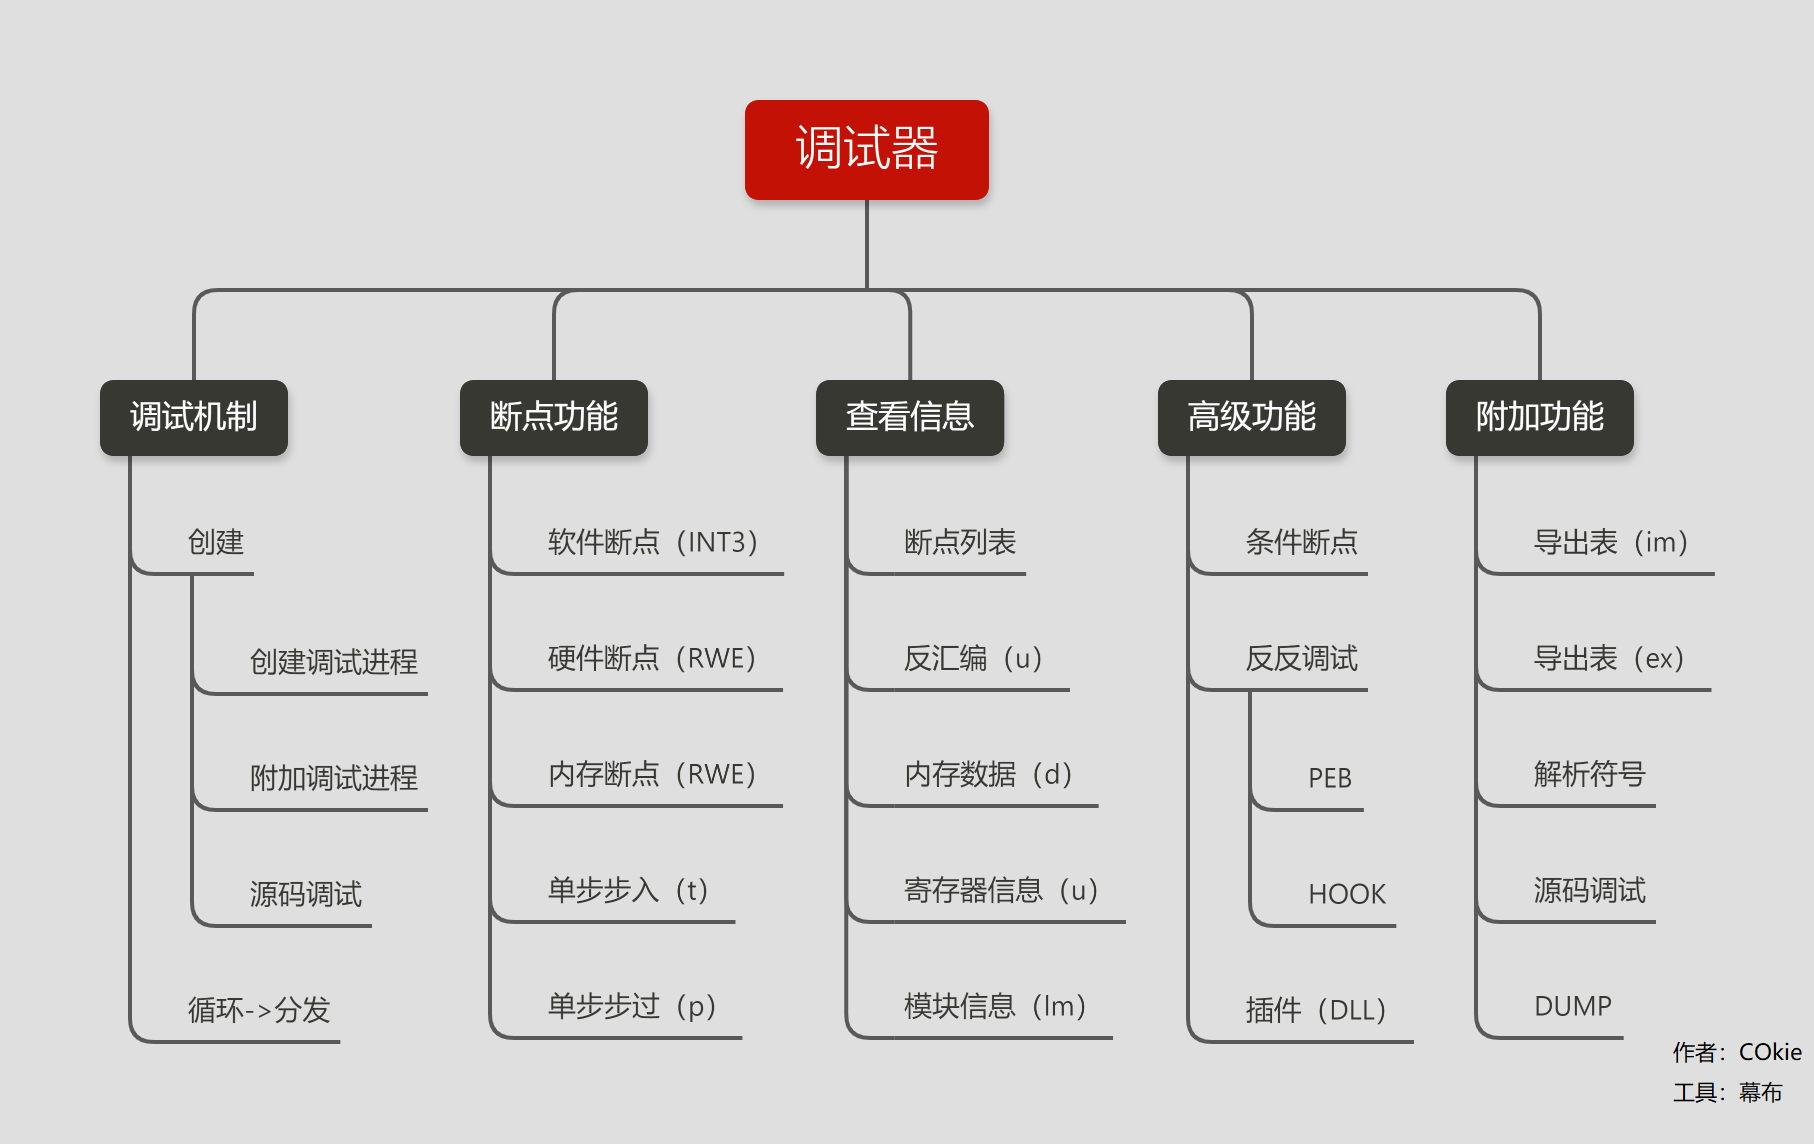 调试器
调试机制
创建
创建调试进程
附加调试进程
源码调试
循环->分发
断点功能
软件断点（INT3）
硬件断点（RWE）
内存断点（RWE）
单步步入（t）
单步步过（p）
查看信息
断点列表
反汇编（u）
内存数据（d）
寄存器信息（u）
模块信息（lm）
高级功能
条件断点
反反调试
PEB
HOOK
插件（DLL）
附加功能
导出表（im）
导出表（ex）
解析符号
源码调试
DUMP
作者：COkie
工具：幕布